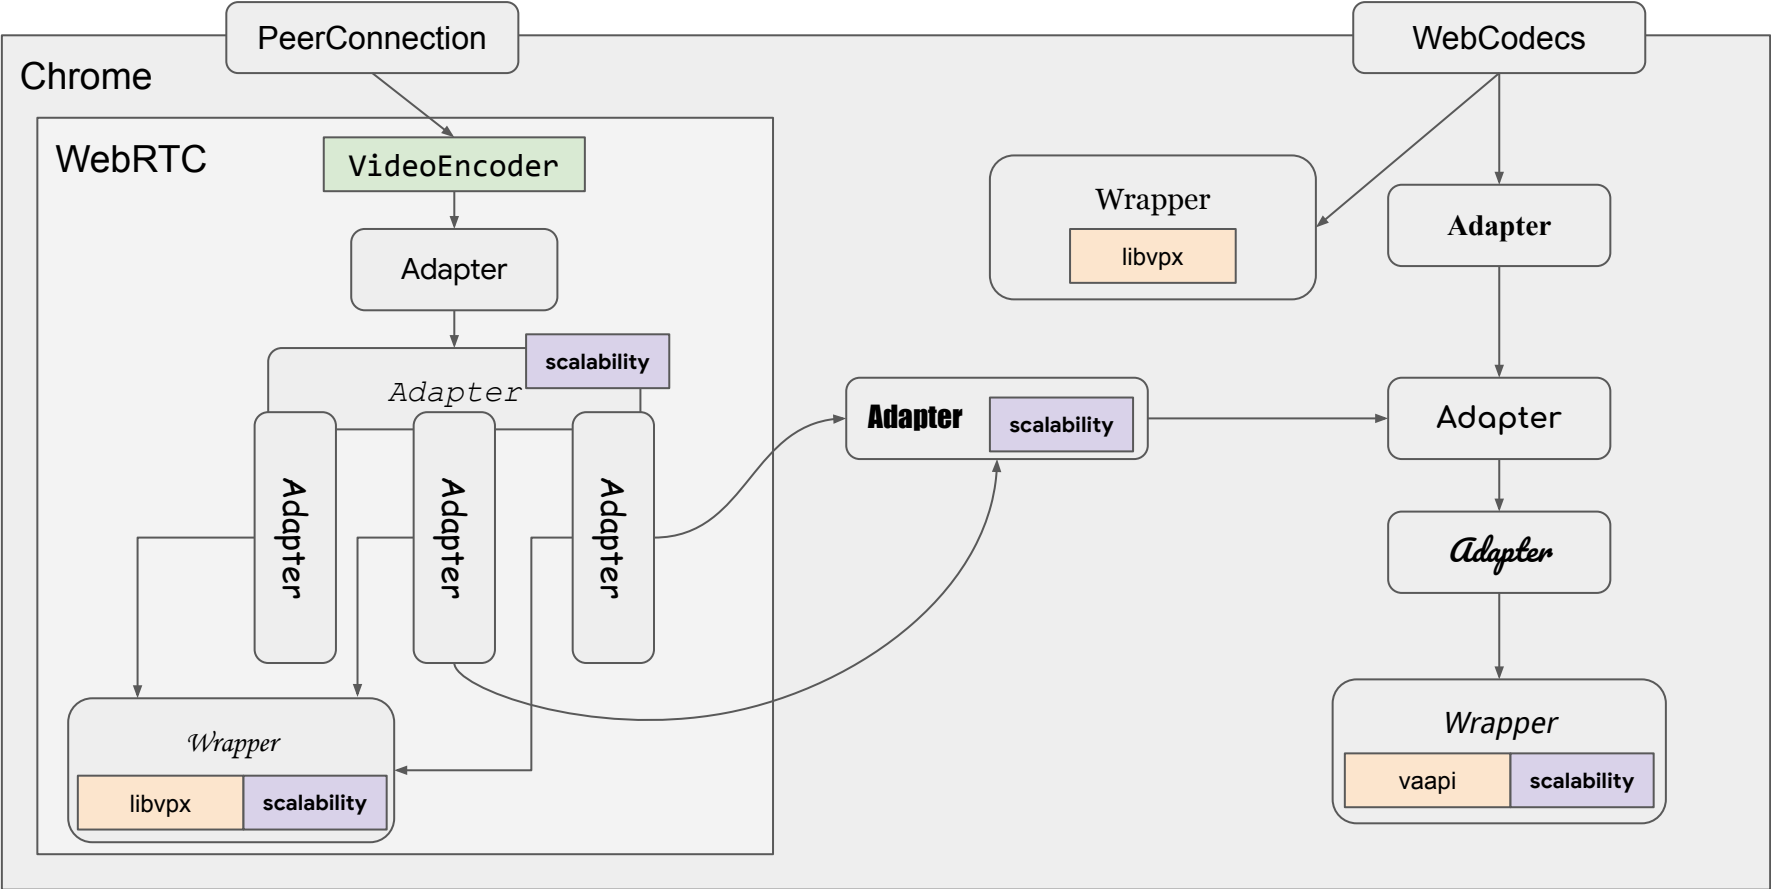 PeerConnection
WebCodecs
Chrome
WebRTC
VideoEncoder
Adapter
scalability
Adapter
Adapter
Adapter
Adapter
Wrapper
libvpx
scalability
Wrapper
libvpx
Adapter
scalability
Adapter
Adapter
Adapter
Wrapper
vaapi
scalability